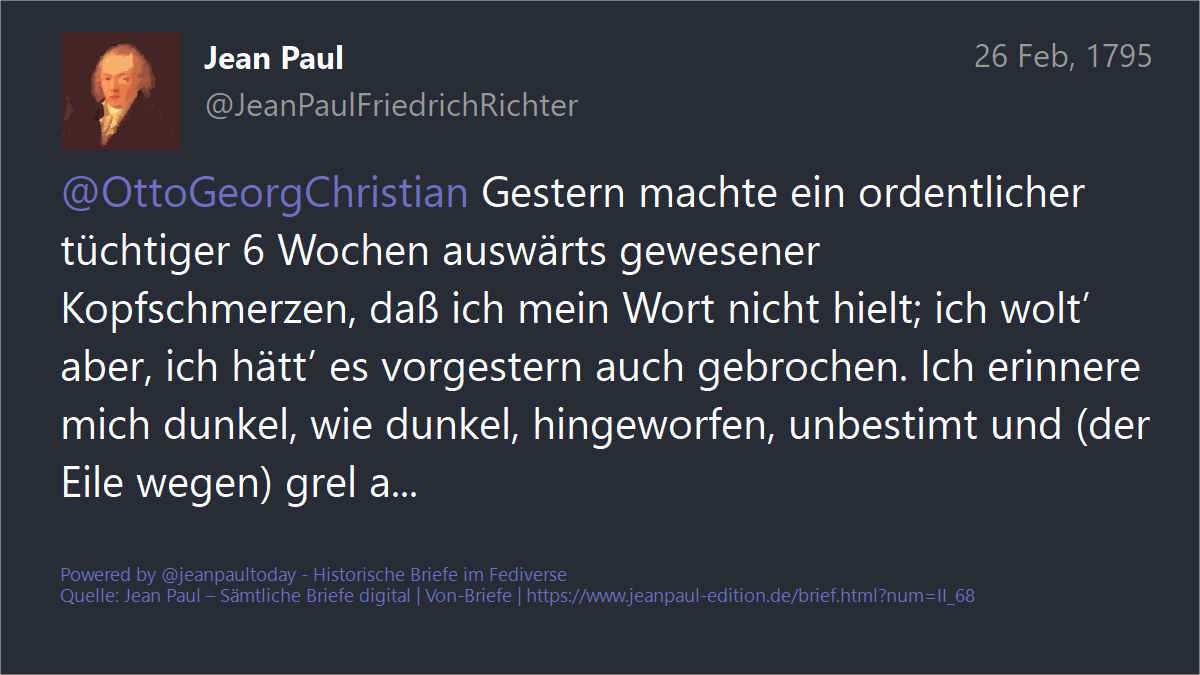 Jean Paul
26 Feb, 1795
@JeanPaulFriedrichRichter
@OttoGeorgChristian Gestern machte ein ordentlicher
tüchtiger 6 Wochen auswärts gewesener
Kopfschmerzen, daß ich mein Wort nicht hielt; ich wolt’
aber, ich hätt’ es vorgestern auch gebrochen. Ich erinnere
mich dunkel, wie dunkel, hingeworfen, unbestimt und (der
Eile wegen) grel a...
Powered by @jeanpaultoday - Historische Briefe im Fediverse
Quelle: Jean Paul – Sämtliche Briefe digital | Von-Briefe | https://www.jeanpaul-edition.de/brief.html?num=II_68